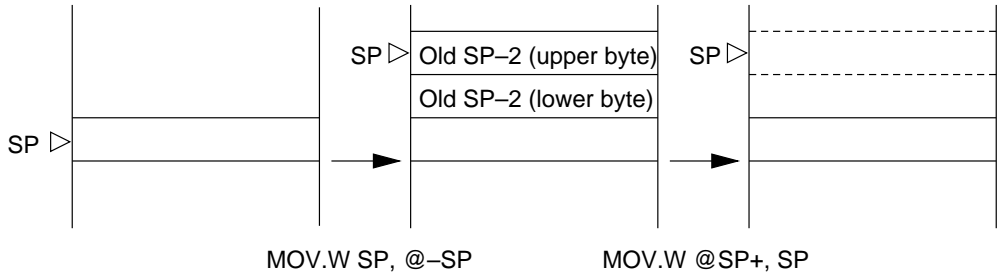 SP
SP
Old SP–2 (upper byte)
Old SP–2 (lower byte)
SP
MOV.W SP, @–SP
MOV.W @SP+, SP